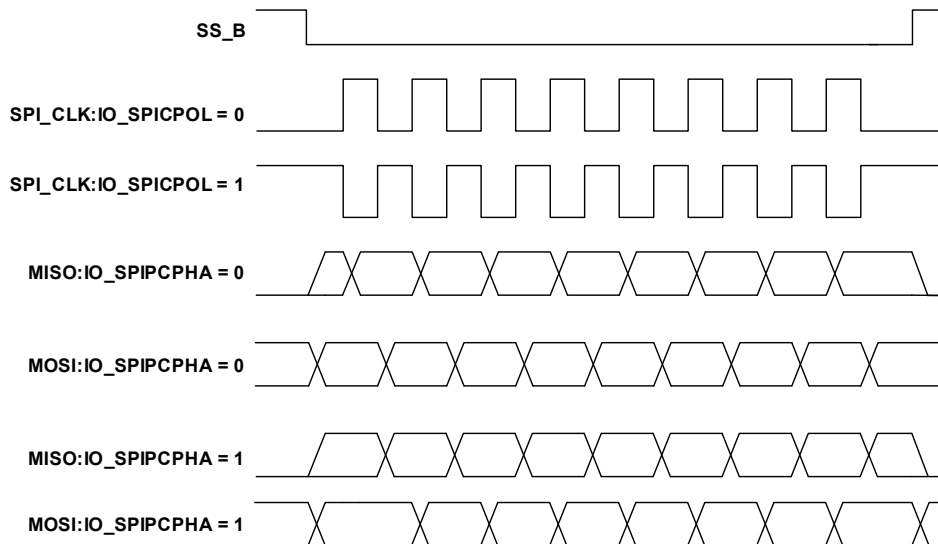 SS_B
SPI_CLK:IO_SPICPOL = 0
SPI_CLK:IO_SPICPOL = 1
MISO:IO_SPIPCPHA = 0
MOSI:IO_SPIPCPHA = 0
MISO:IO_SPIPCPHA = 1
MOSI:IO_SPIPCPHA = 1